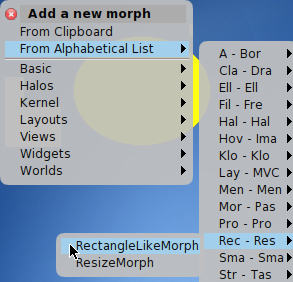 Add a new morph
From Clipboard
From Alphabetical List
Basic
Halos
Kernel
Layouts
Views
Widgets
Worlds
A - Bor
Cla - Dra
Ell - Ell
Fil - Fre
Hal - Hal
Hov - Ima
Klo - Klo
Lay - MVC
Men - Men
Mor - Pas
Pro - Pro
Rec - Res
Sma - Sma
Str - Tas
RectangleLikeMorph
ResizeMorph